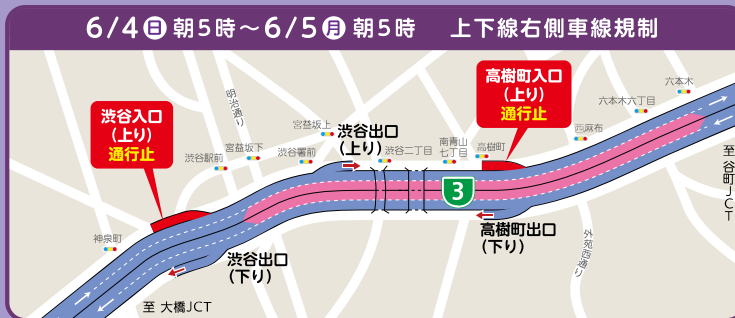 6/4日朝5時～6/5月朝5時 上下線右側車線規制
渋谷入口
(上り)
通行止
高樹町入口
(上り)
通行止
六本木
六本木六丁目
西麻布
明治通り
宮益坂上
渋谷出口
(上り)
南青山
七丁目
高樹町
渋谷駅前
宮益坂下
渋谷署前
渋谷二丁目
至 谷町JCT
3
神泉町
渋谷出口
(下り)
高樹町出口
(下り)
外苑西通り
至 大橋JCT